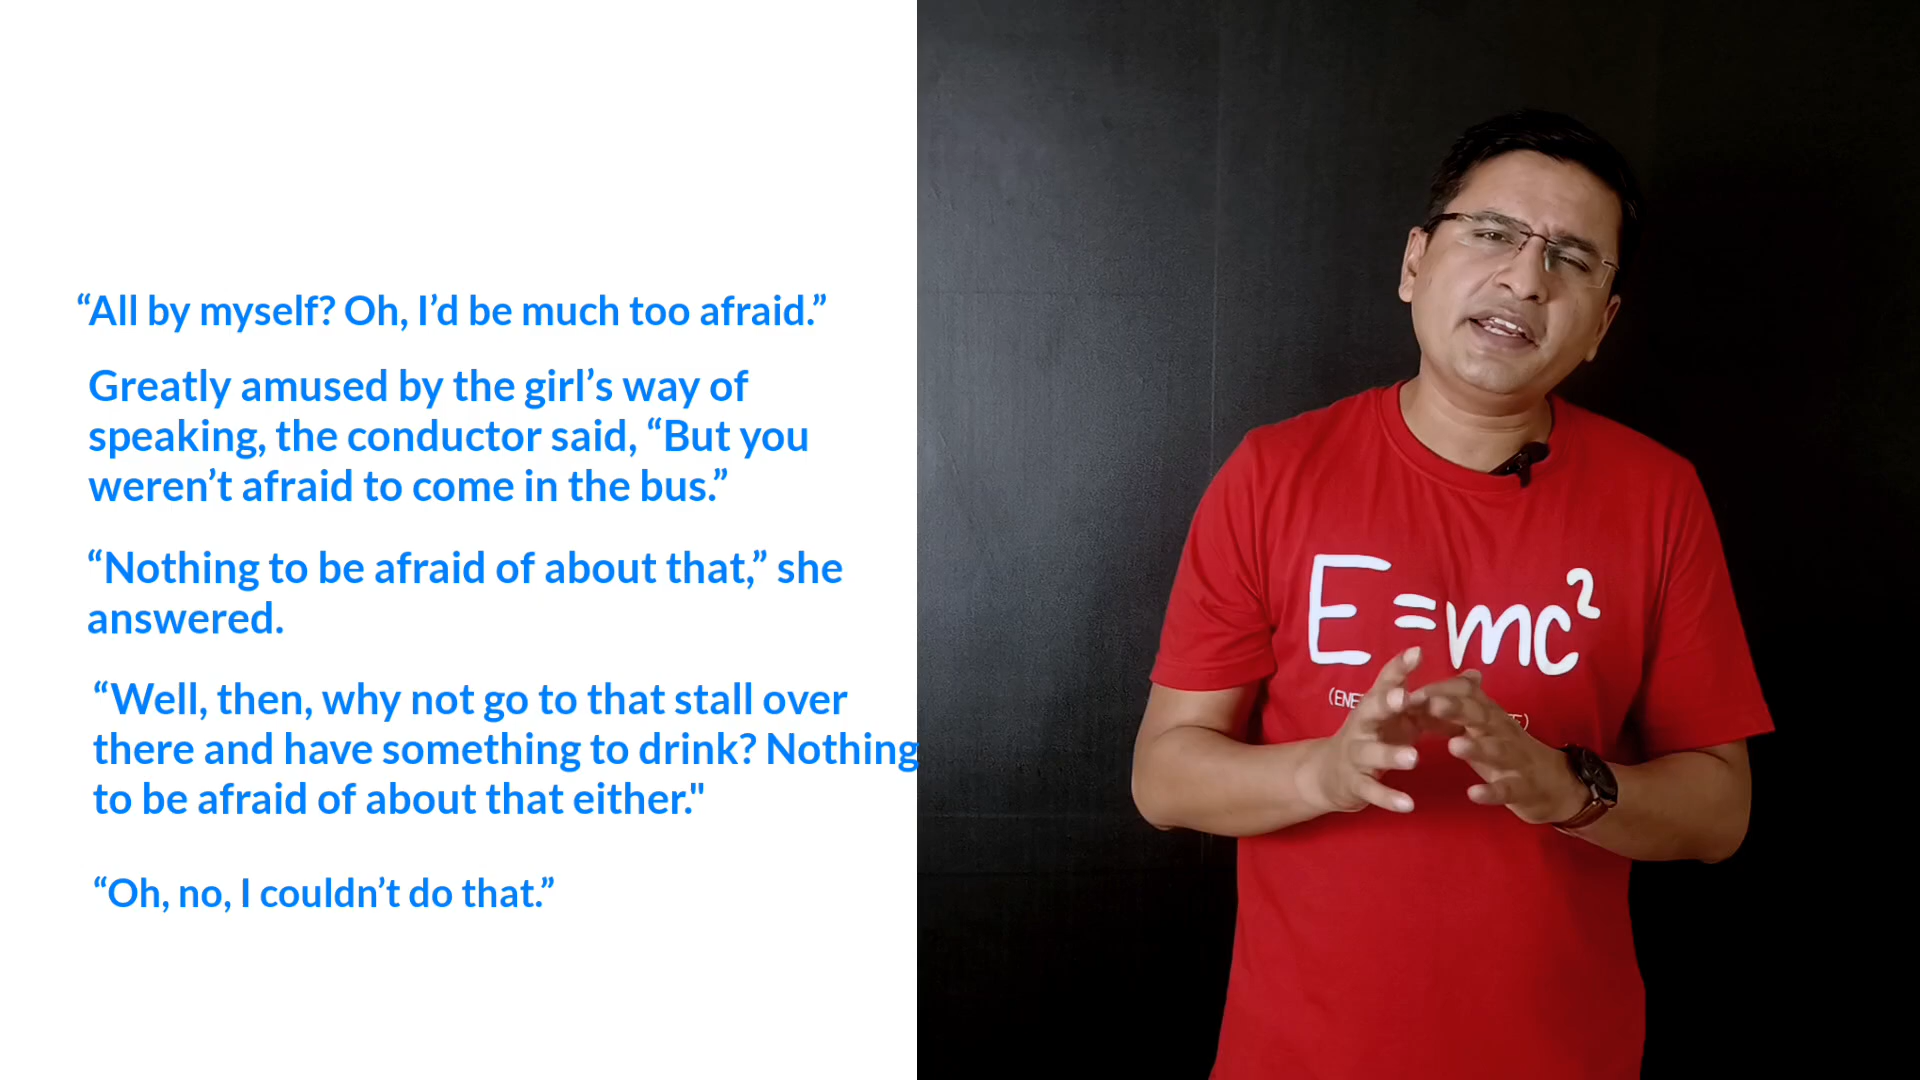 “All by myself? Oh, I’d be much too afraid.”
Greatly amused by the girl’s way of
speaking, the conductor said, “But you
weren’t afraid to come in the bus.”
“Nothing to be afraid of about that,” she
answered.
“Well, then, why not go to that stall over
there and have something to drink? Nothing
to be afraid of about that either."
“Oh, no, I couldn’t do that.”
E=mc²